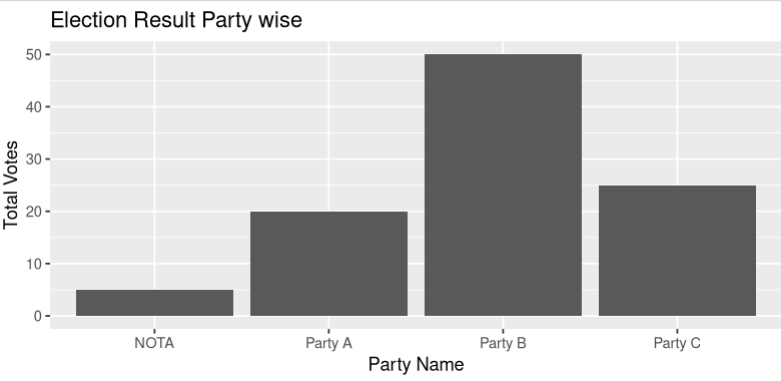 Election Result Party wise
Total Votes
50
40
30
20
10
0
NOTA Party A Party B Party C
Party Name